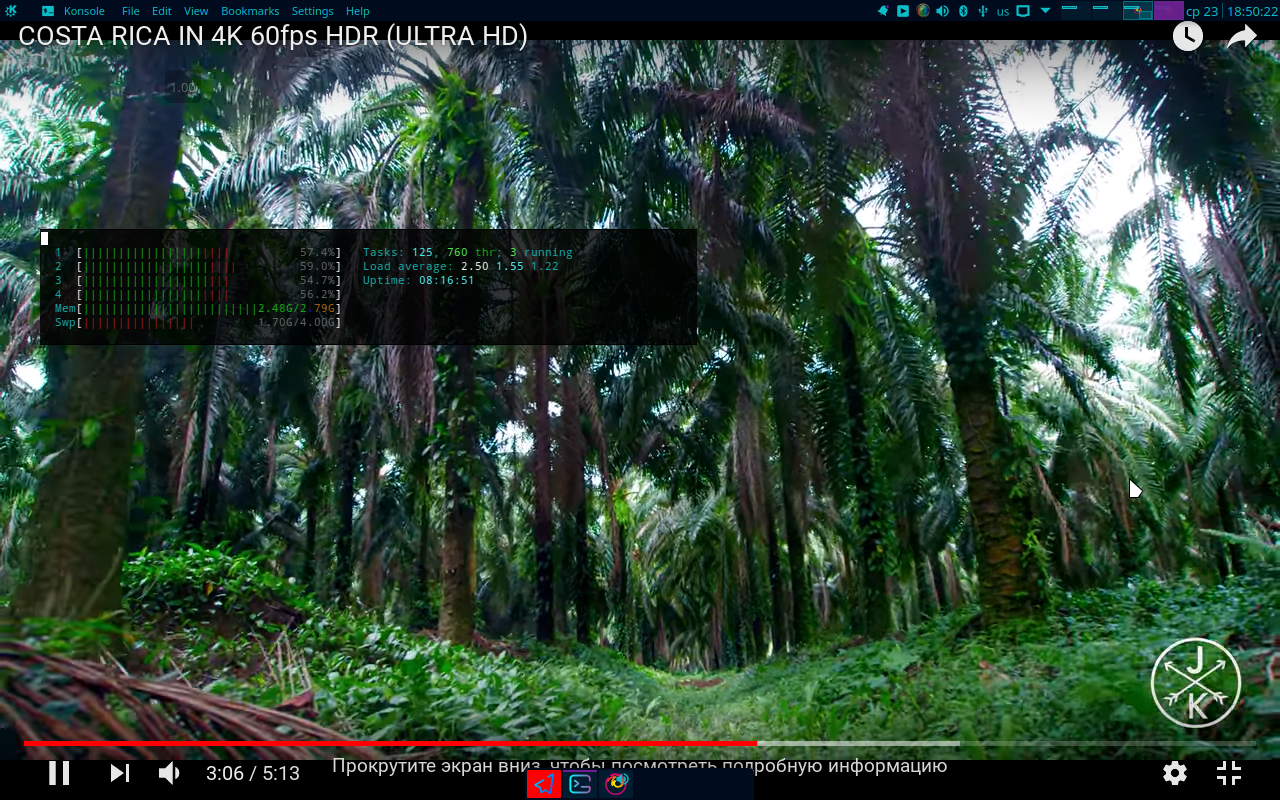 Konsole File Edit View Bookmarks Settings Help us ср 23 18:50:22
COSTA RICA IN 4K 60fps HDR (ULTRA HD)
1.00
1 [ 57.4%] Tasks: 125, 760 thr; 3 running
2 [ 59.0%] Load average: 2.50 1.55 1.22
3 [ 54.7%] Uptime: 08:16:51
4 [ 56.2%]
Mem[2.48G/2.79G]
Swp[ 1.70G/4.00G]
J
K
3:06 / 5:13 Прокрутите экран вниз, чтобы посмотреть подробную информацию